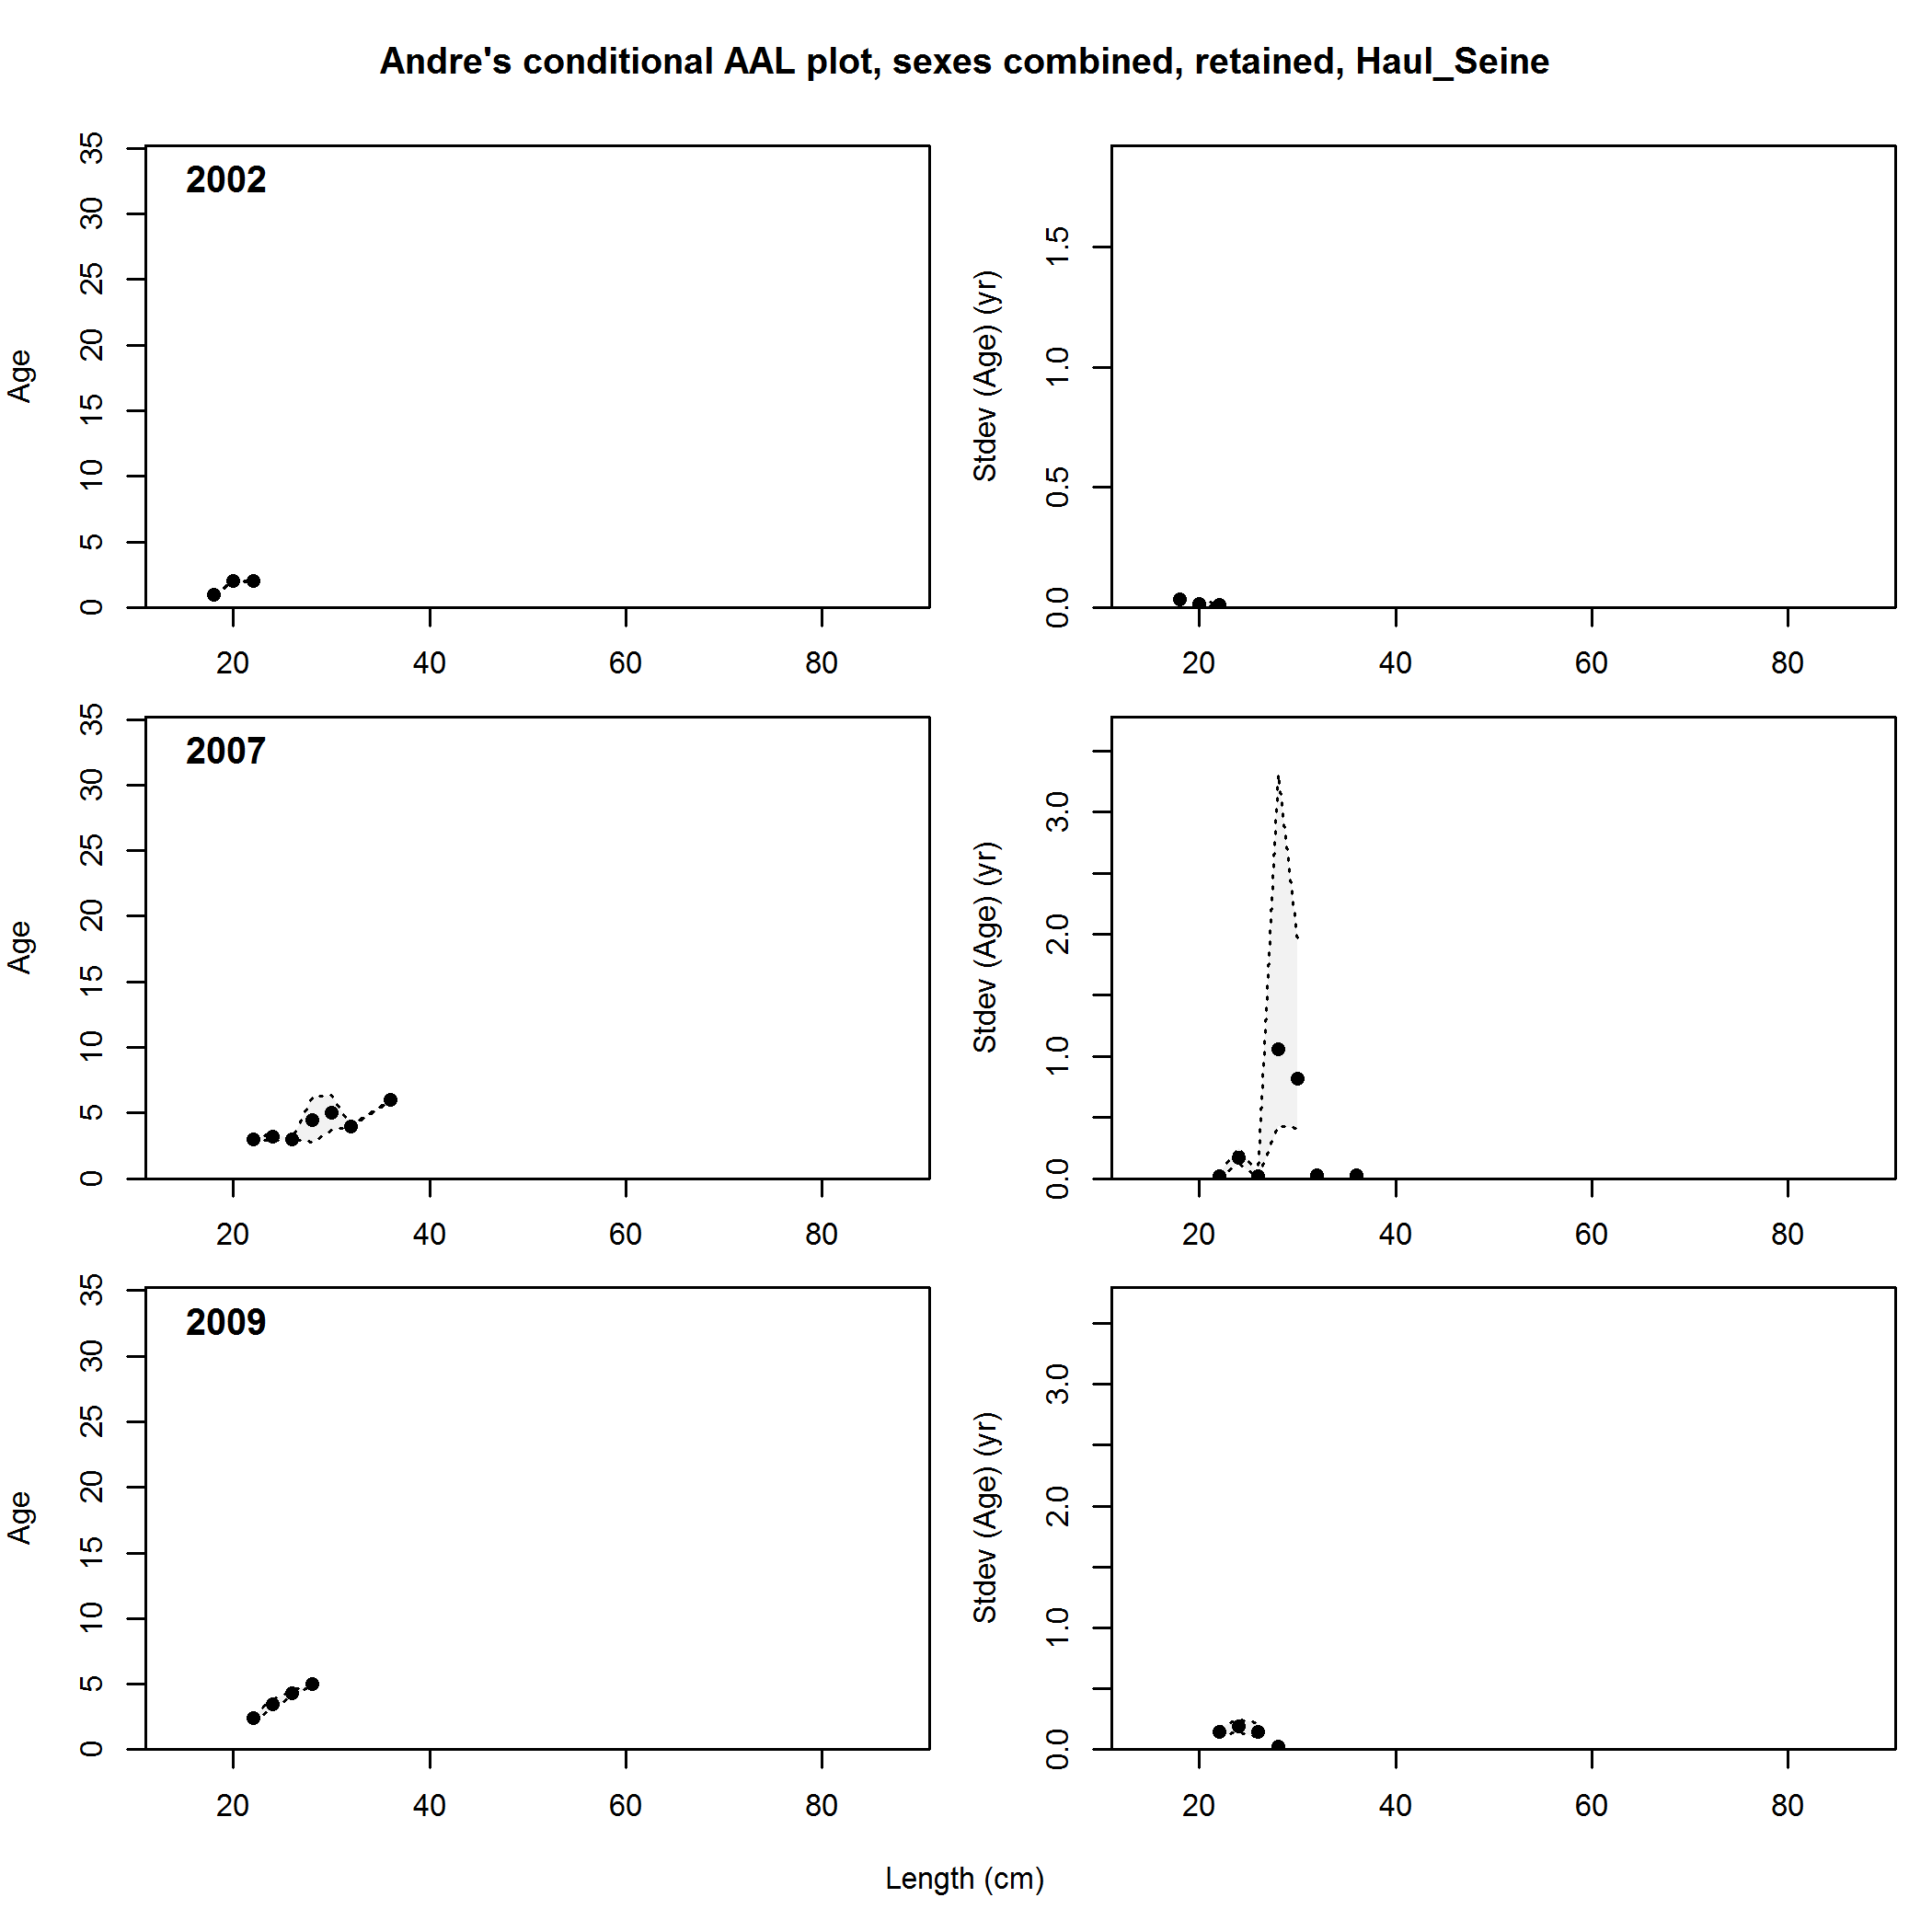 Andre's conditional AAL plot, sexes combined, retained, Haul_Seine
2002
Age
0 5 10 15 20 25 30 35
20 40 60 80
Stdev (Age) (yr)
0.0 0.5 1.0 1.5
20 40 60 80
2007
Age
0 5 10 15 20 25 30 35
20 40 60 80
Stdev (Age) (yr)
0.0 1.0 2.0 3.0
20 40 60 80
2009
Age
0 5 10 15 20 25 30 35
20 40 60 80
Stdev (Age) (yr)
0.0 1.0 2.0 3.0
20 40 60 80
Length (cm)